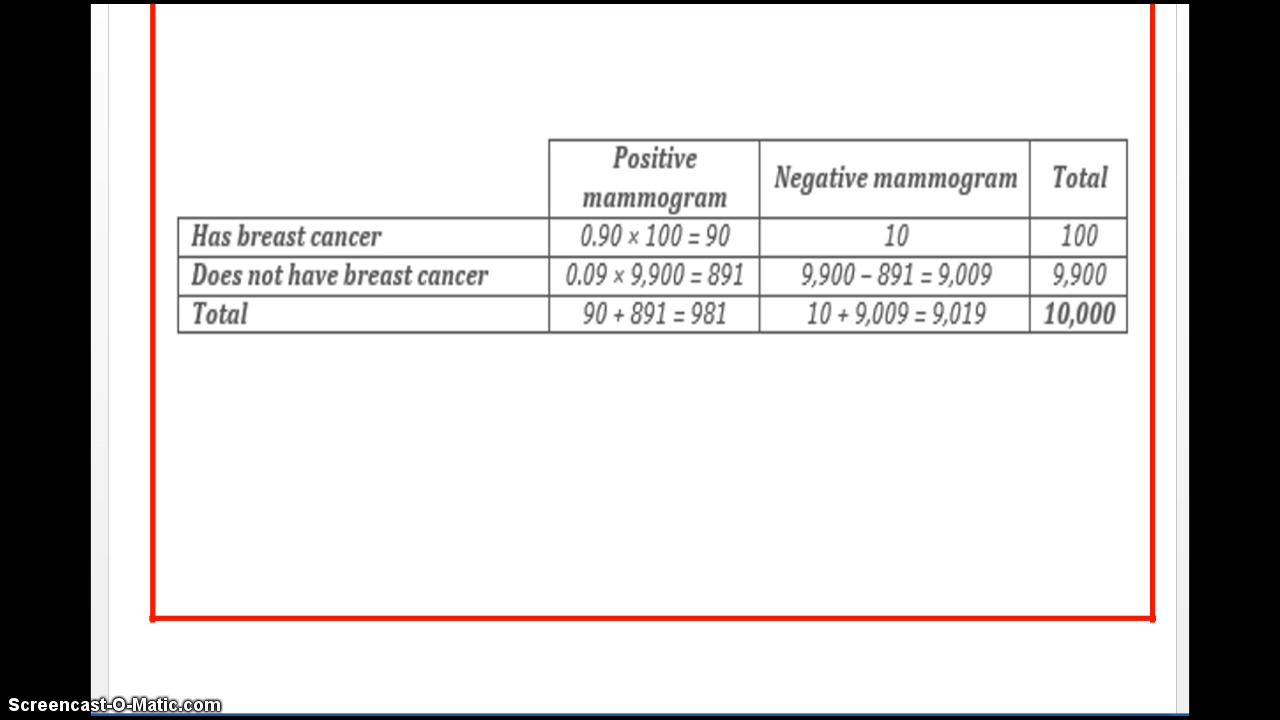 Positive
mammogram
Negative mammogram
Total
Has breast cancer
0.90 × 100 = 90
10
100
Does not have breast cancer
0.09 × 9,900 = 891
9,900 – 891 = 9,009
9,900
Total
90 + 891 = 981
10 + 9,009 = 9,019
10,000
Screencast-O-Matic.com